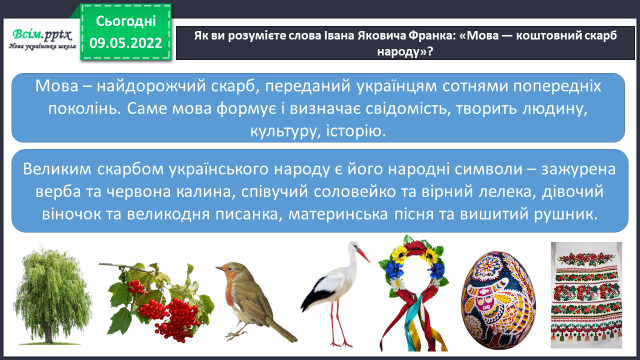 Всім.pptx
Нова українська школа
Сьогодні
09.05.2022
Як ви розумієте слова Івана Яковича Франка: «Мова — коштовний скарб
народу»?
Мова – найдорожчий скарб, переданий українцям сотнями попередніх
поколінь. Саме мова формує і визначає свідомість, творить людину,
культуру, історію.
Великим скарбом українського народу є його народні символи – зажурена
верба та червона калина, співучий соловейко та вірний лелека, дівочий
віночок та великодня писанка, материнська пісня та вишитий рушник.